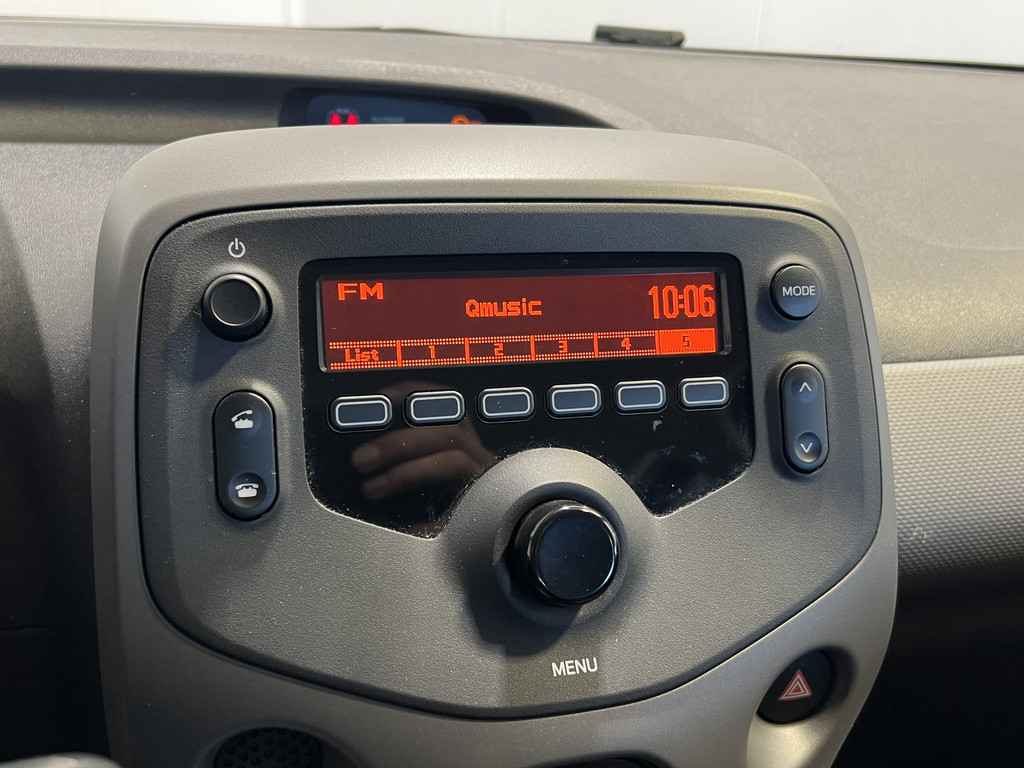 FM
Qmusic
10:06
List 1 2 3 4 5
MODE
MENU